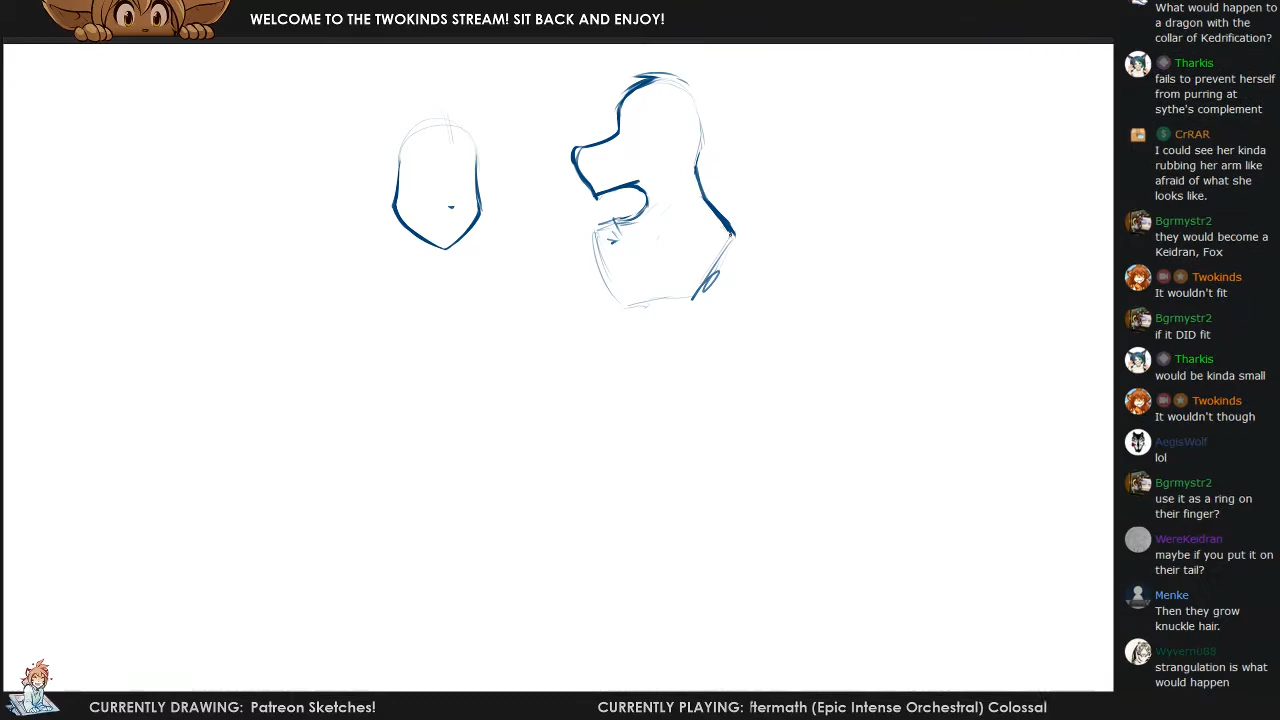 WELCOME TO THE TWOKINDS STREAM! SIT BACK AND ENJOY!
What would happen to
a dragon with the
collar of Kedrification?
Tharkis
fails to prevent herself
from purring at
sythe's complement
CrRAR
I could see her kinda
rubbing her arm like
afraid of what she
looks like.
Bgrmystr2
they would become a
Keidran, Fox
Twokinds
It wouldn't fit
Bgrmystr2
if it DID fit
Tharkis
would be kinda small
Twokinds
It wouldn't though
AegisWolf
lol
Bgrmystr2
use it as a ring on
their finger?
WereKeidran
maybe if you put it on
their tail?
Menke
Then they grow
knuckle hair.
Wyvern088
strangulation is what
would happen
CURRENTLY DRAWING: Patreon Sketches!
CURRENTLY PLAYING: ftermath (Epic Intense Orchestral) Colossal